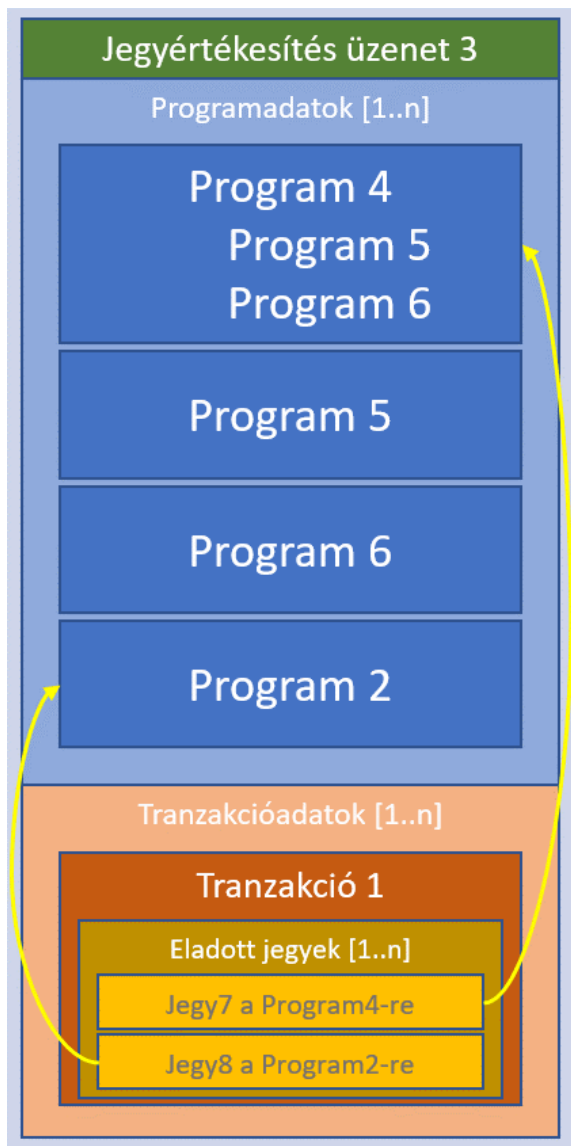 Jegyértékesítés üzenet 3
Programadatok [1..n]
Program 4
Program 5
Program 6
Program 5
Program 6
Program 2
Tranzakcióadatok [1..n]
Tranzakció 1
Eladott jegyek [1..n]
Jegy7 a Program4-re
Jegy8 a Program2-re